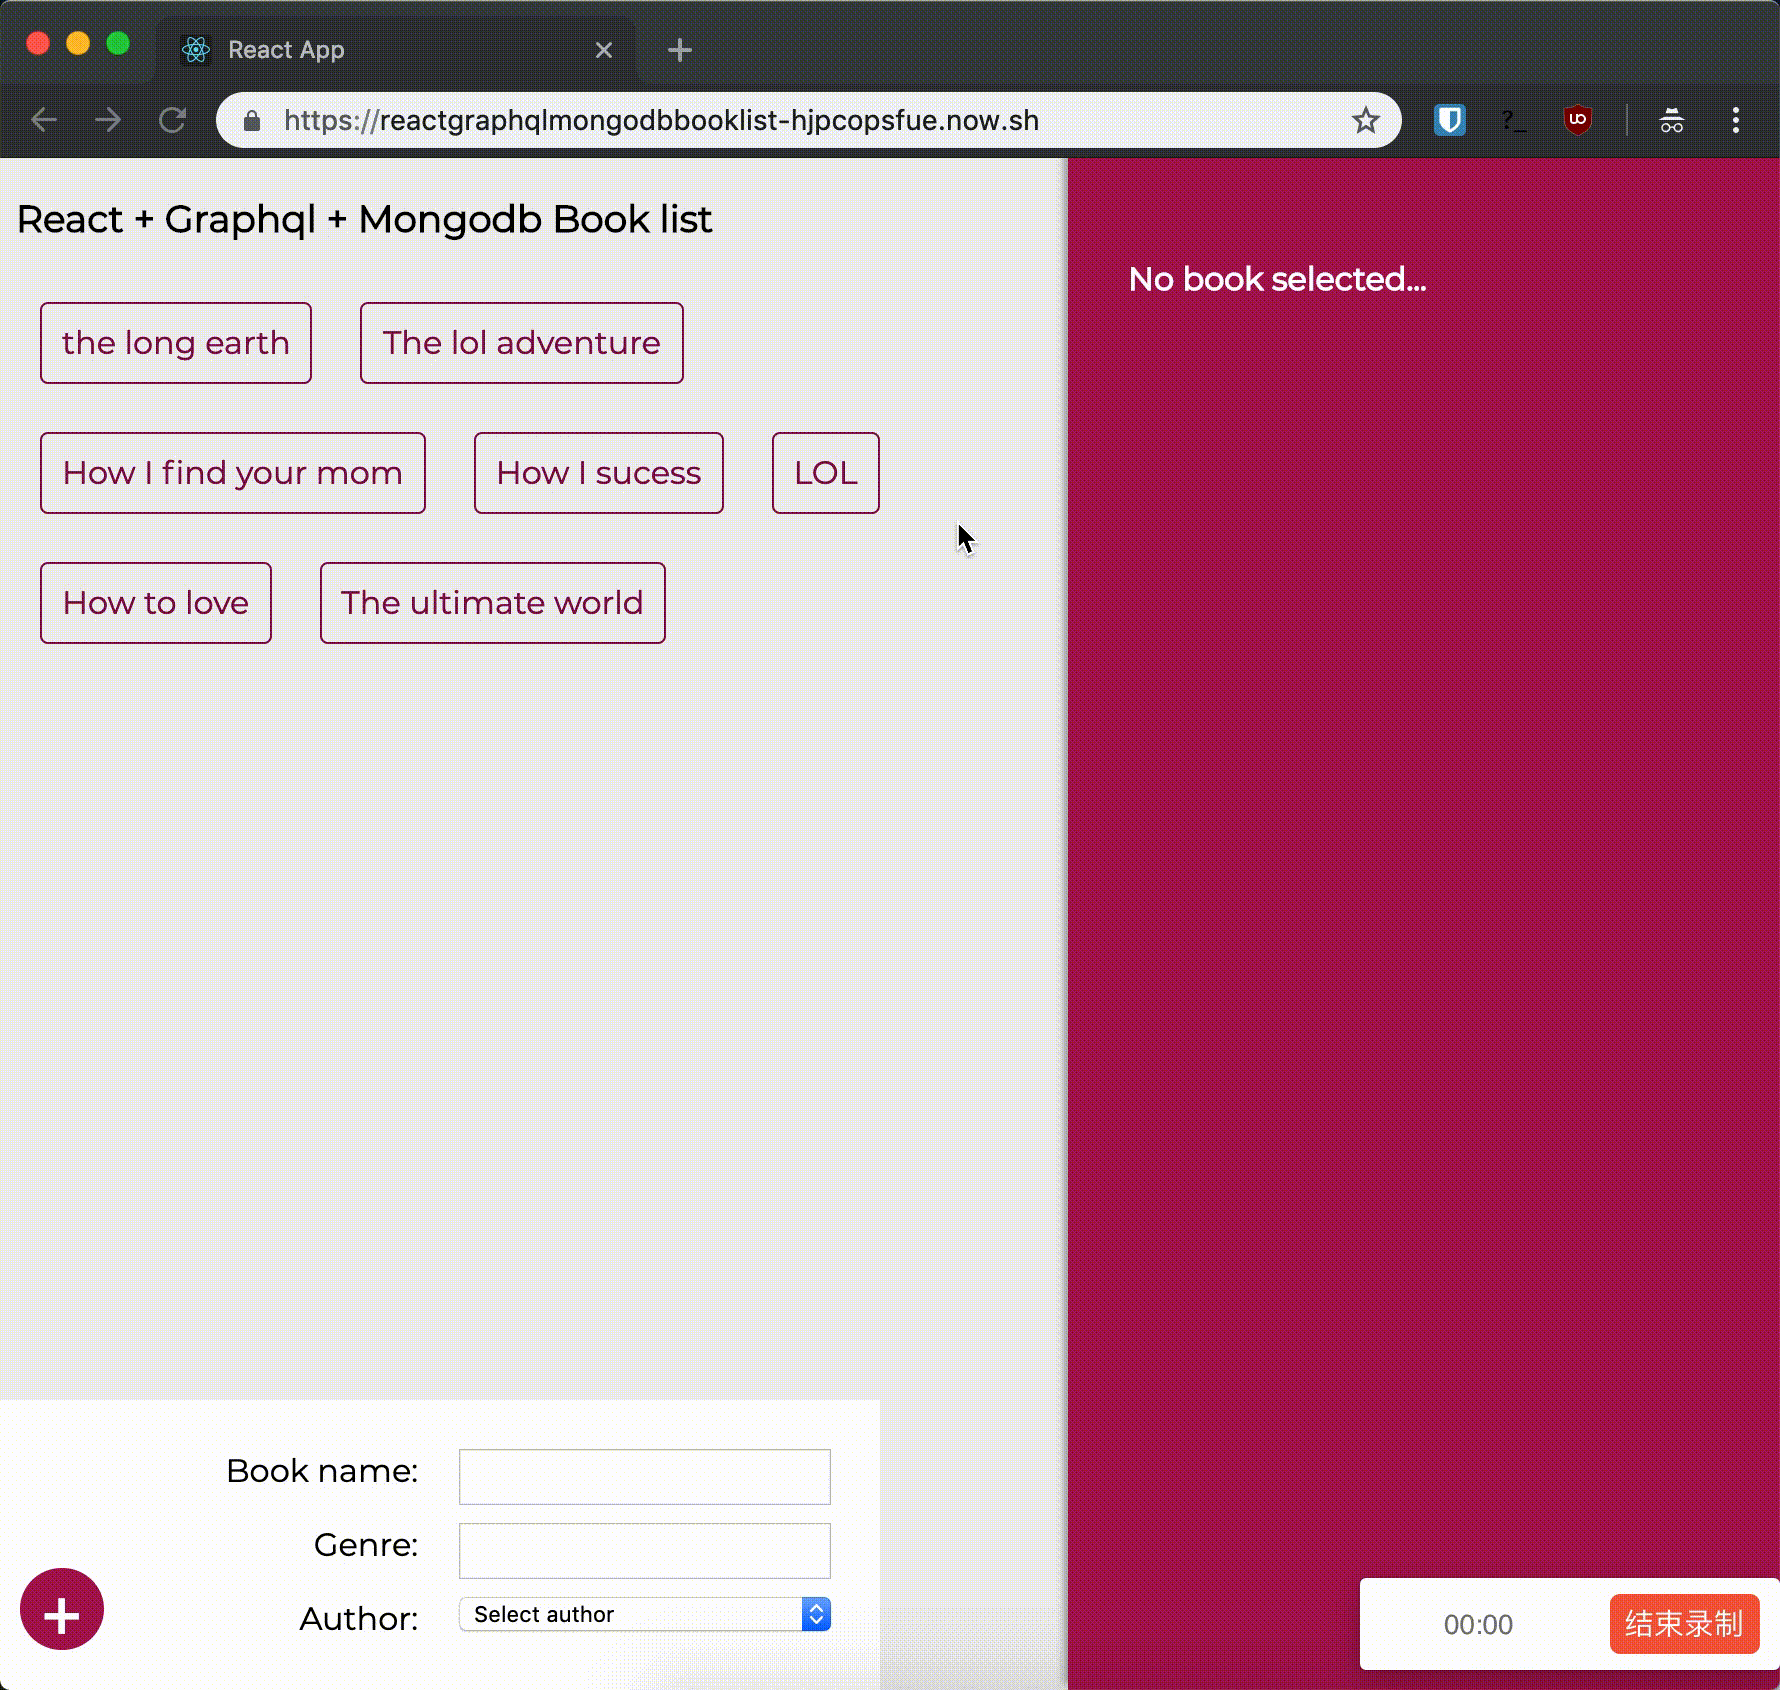 React App
https://reactgraphqlmongodbbooklist-hjpcopsfue.now.sh
?_
React + Graphql + Mongodb Book list
No book selected...
the long earth
The lol adventure
How I find your mom
How I sucess
LOL
How to love
The ultimate world
Book name:
Genre:
Author:
Select author
+
00:00
结束录制